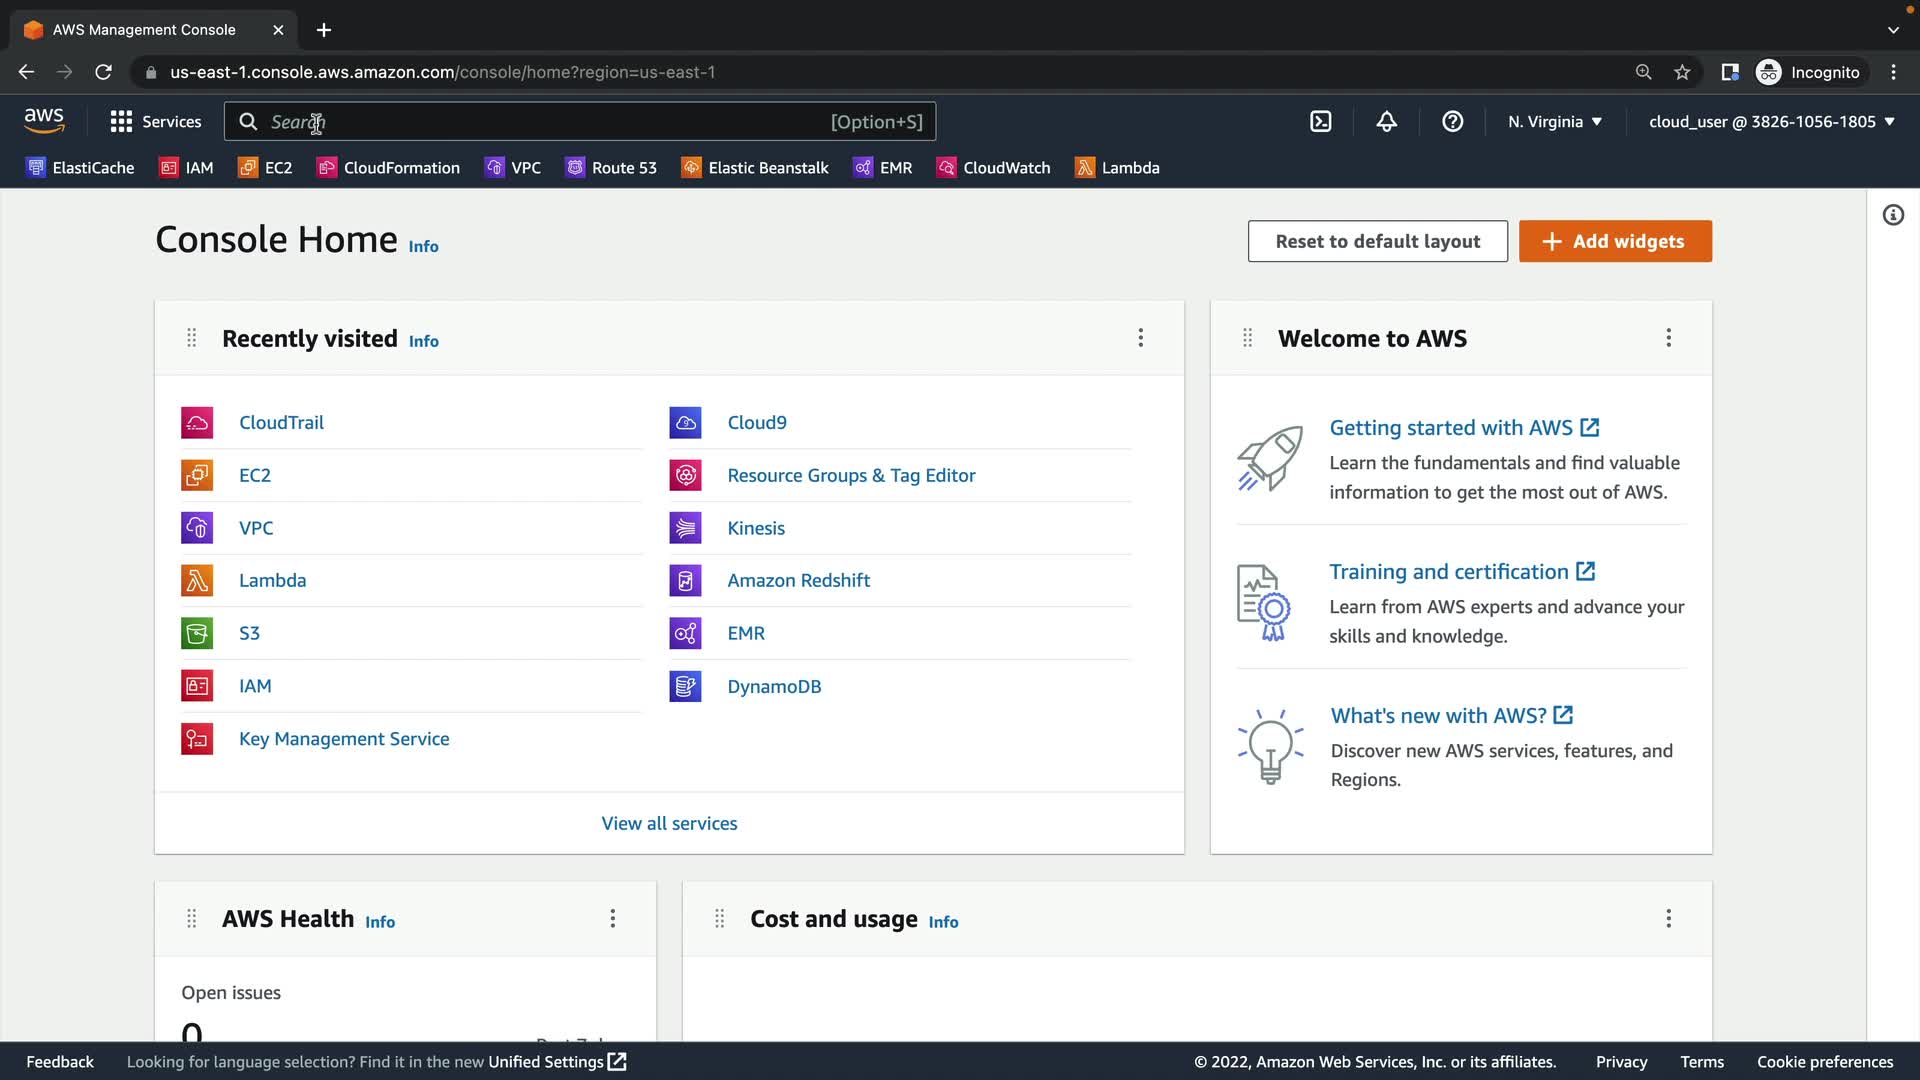 AWS Management Console
us-east-1.console.aws.amazon.com/console/home?region=us-east-1
Incognito
aws
Services
Search
[Option+S]
N. Virginia
cloud_user @ 3826-1056-1805
ElastiCache
IAM
EC2
CloudFormation
VPC
Route 53
Elastic Beanstalk
EMR
CloudWatch
Lambda
Console Home Info
Reset to default layout
Add widgets
Recently visited Info
CloudTrail
EC2
VPC
Lambda
S3
IAM
Key Management Service
Cloud9
Resource Groups & Tag Editor
Kinesis
Amazon Redshift
EMR
DynamoDB
View all services
Welcome to AWS
Getting started with AWS
Learn the fundamentals and find valuable
information to get the most out of AWS.
Training and certification
Learn from AWS experts and advance your
skills and knowledge.
What's new with AWS?
Discover new AWS services, features, and
Regions.
AWS Health Info
Open issues
0
Cost and usage Info
Feedback
Looking for language selection? Find it in the new Unified Settings
© 2022, Amazon Web Services, Inc. or its affiliates.
Privacy
Terms
Cookie preferences